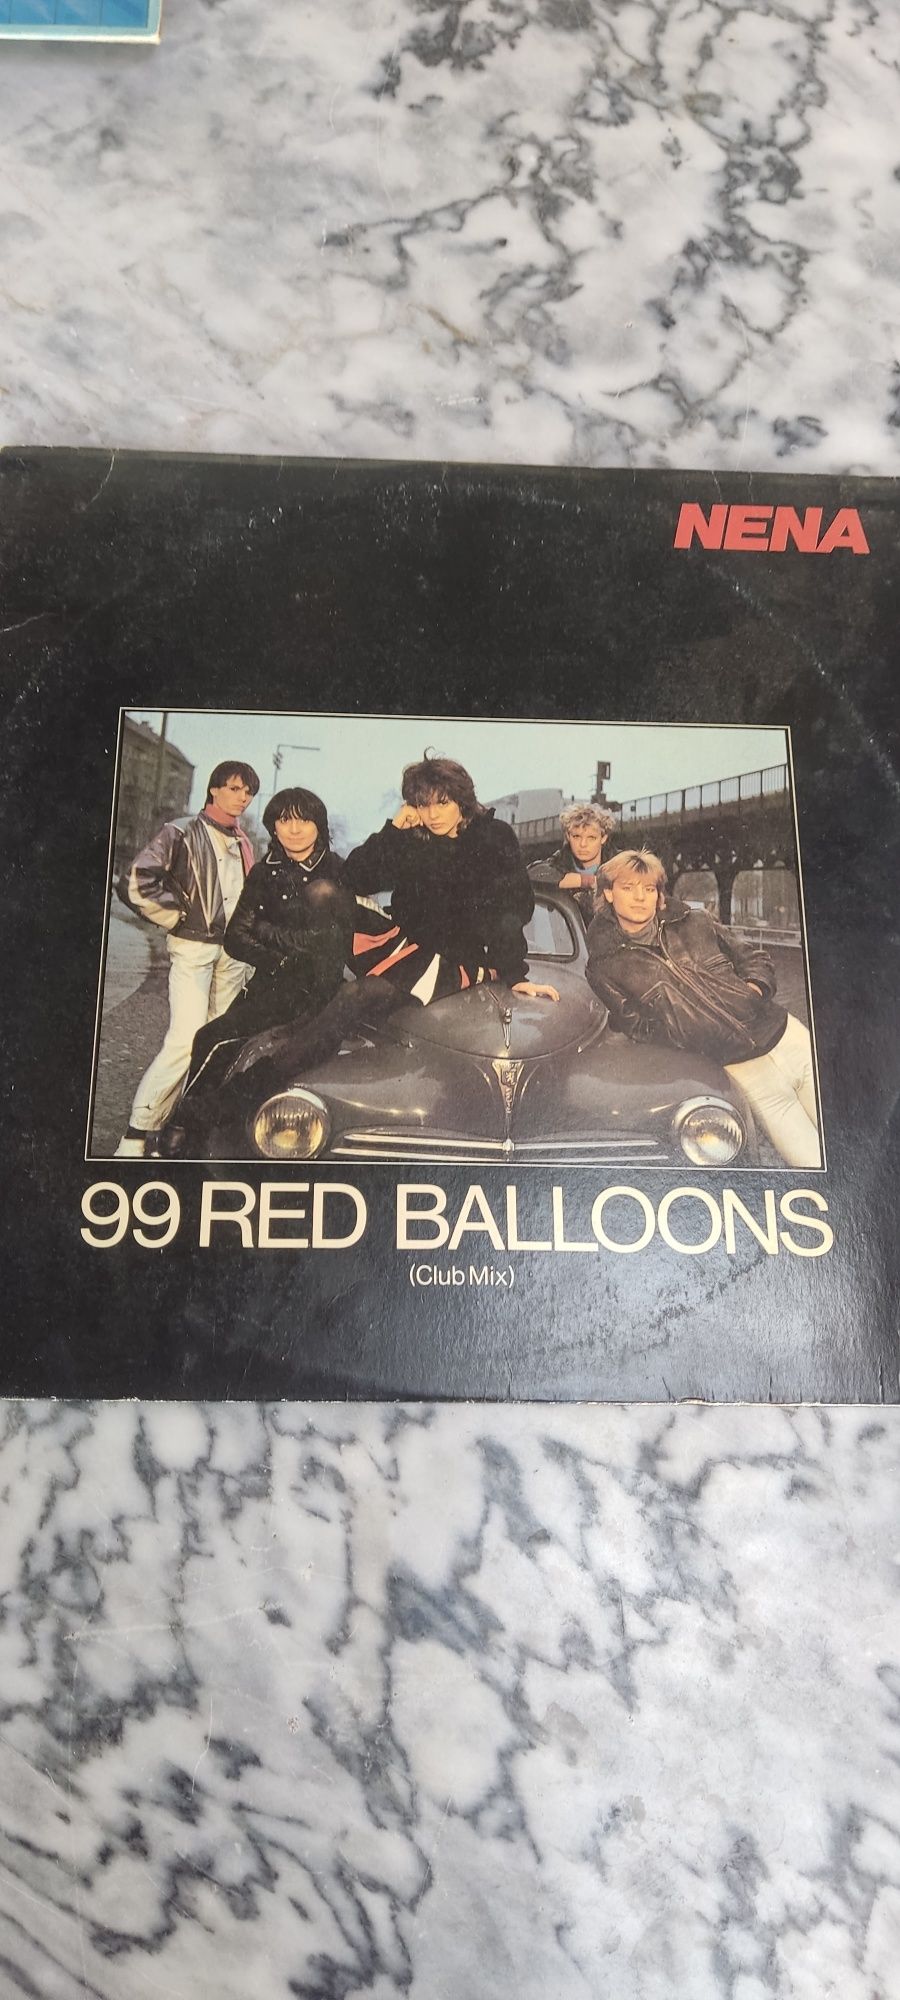 NENA
99 RED BALLOONS
(Club Mix)